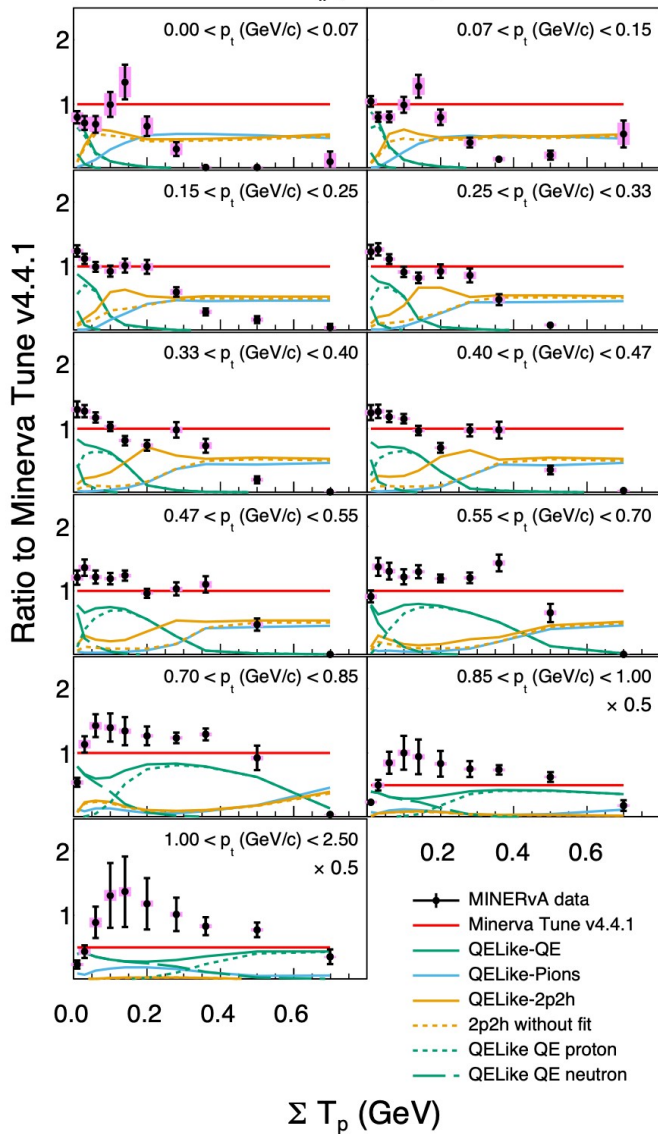 0.00 < p_t (GeV/c) < 0.07
0.07 < p_t (GeV/c) < 0.15
2
1
0.15 < p_t (GeV/c) < 0.25
0.25 < p_t (GeV/c) < 0.33
2
1
0.33 < p_t (GeV/c) < 0.40
0.40 < p_t (GeV/c) < 0.47
2
1
0.47 < p_t (GeV/c) < 0.55
0.55 < p_t (GeV/c) < 0.70
2
1
0.70 < p_t (GeV/c) < 0.85
0.85 < p_t (GeV/c) < 1.00
× 0.5
2
1
1.00 < p_t (GeV/c) < 2.50
× 0.5
2
1
0.0 0.2 0.4 0.6
0.2 0.4 0.6
Ratio to Minerva Tune v4.4.1
MINERvA data
Minerva Tune v4.4.1
QELike-QE
QELike-Pions
QELike-2p2h
2p2h without fit
QELike QE proton
QELike QE neutron
Σ T_p (GeV)